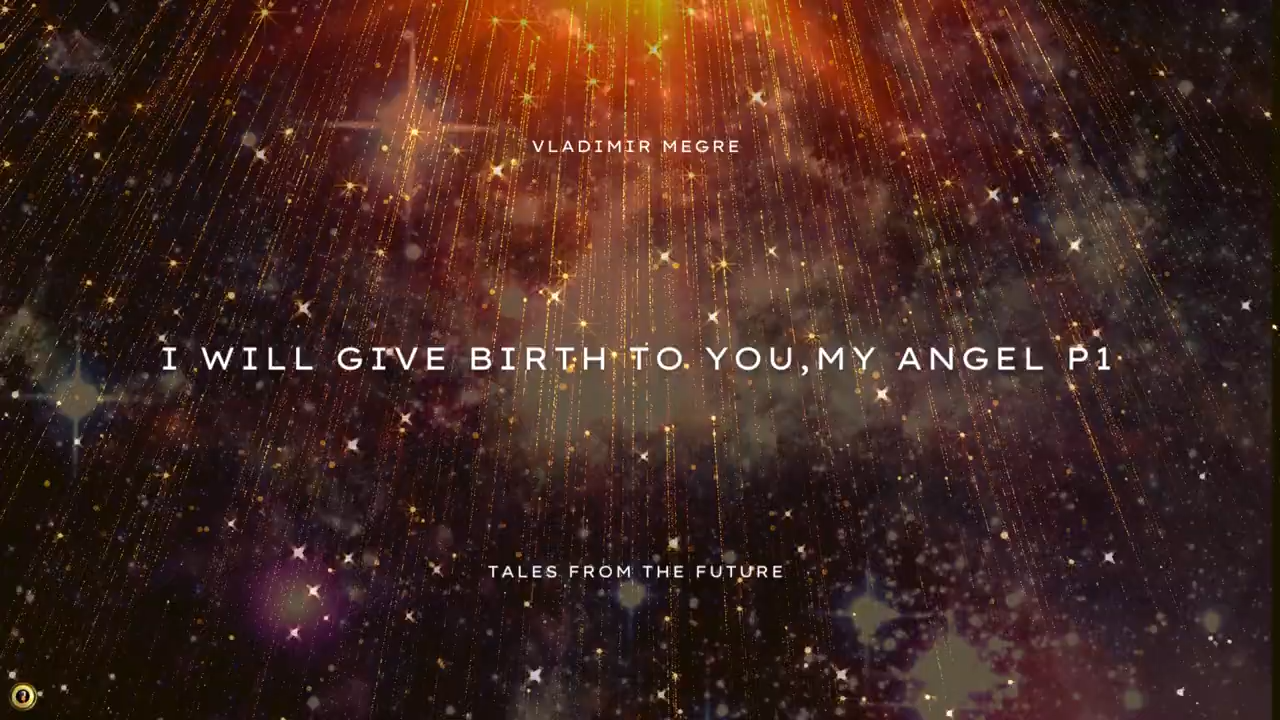 VLADIMIR MEGRE
I WILL GIVE BIRTH TO YOU,MY ANGEL P1
TALES FROM THE FUTURE